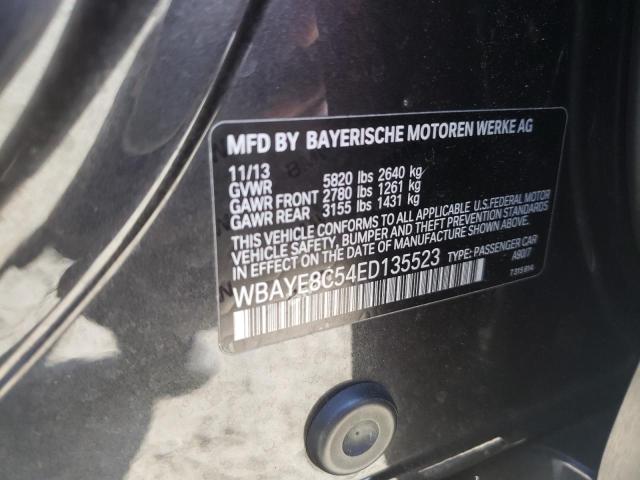 MFD BY BAYERISCHE MOTOREN WERKE AG
11/13
GVWR 5820 lbs 2640 kg
GAWR FRONT 2780 lbs 1261 kg
GAWR REAR 3155 lbs 1431 kg
THIS VEHICLE CONFORMS TO ALL APPLICABLE U.S.FEDERAL MOTOR
VEHICLE SAFETY, BUMPER AND THEFT PREVENTION STANDARDS
IN EFFECT ON THE DATE OF MANUFACTURE SHOWN ABOVE.
WBAYE8C54ED135523 TYPE: PASSENGER CAR
A90/7